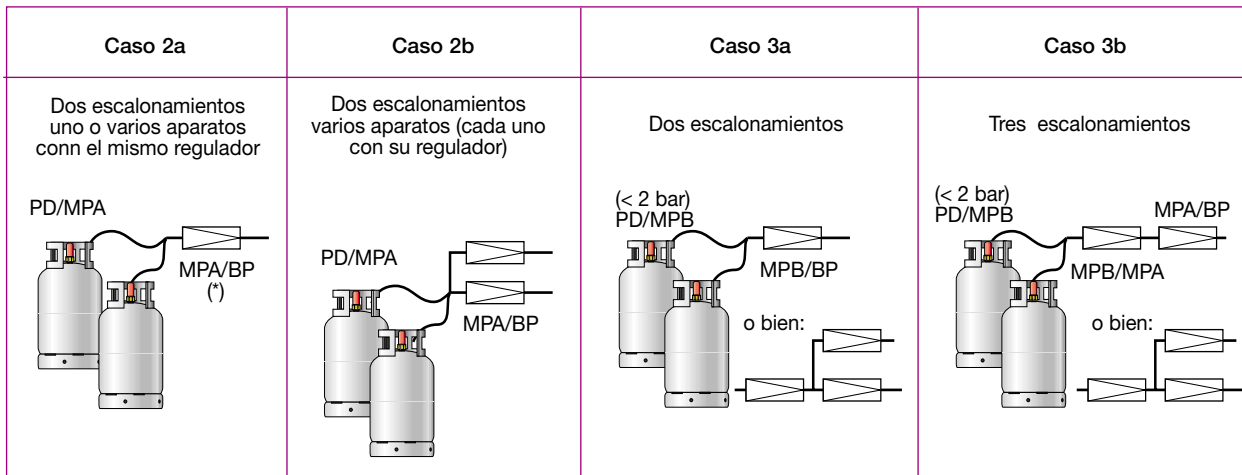 Caso 2a
Caso 2b
Caso 3a
Caso 3b
Dos escalonamientos
uno o varios aparatos
conn el mismo regulador
PD/MPA
MPA/BP
(*)
Dos escalonamientos
varios aparatos (cada uno
con su regulador)
PD/MPA
MPA/BP
Dos escalonamientos
(< 2 bar)
PD/MPB
MPB/BP
o bien:
Tres escalonamientos
(< 2 bar)
PD/MPB
MPA/BP
MPB/MPA
o bien: